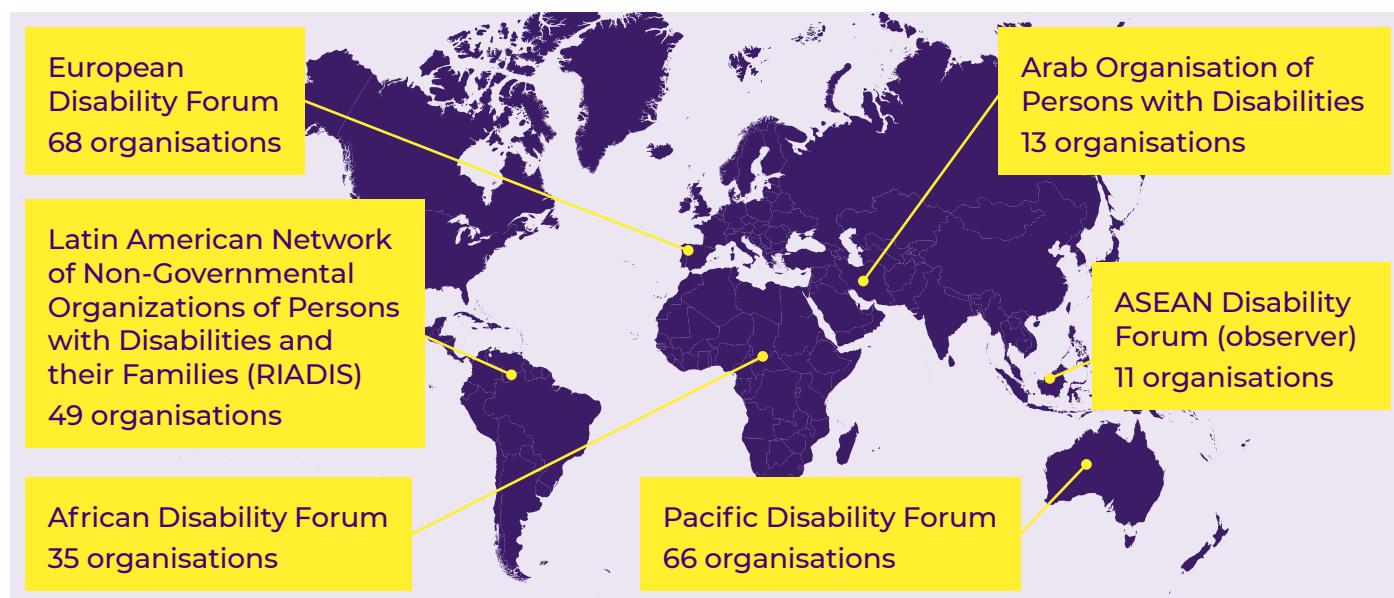 European
Disability Forum
68 organisations
Arab Organisation of
Persons with Disabilities
13 organisations
Latin American Network
of Non-Governmental
Organizations of Persons
with Disabilities and
their Families (RIADIS)
49 organisations
ASEAN Disability
Forum (observer)
11 organisations
African Disability Forum
35 organisations
Pacific Disability Forum
66 organisations